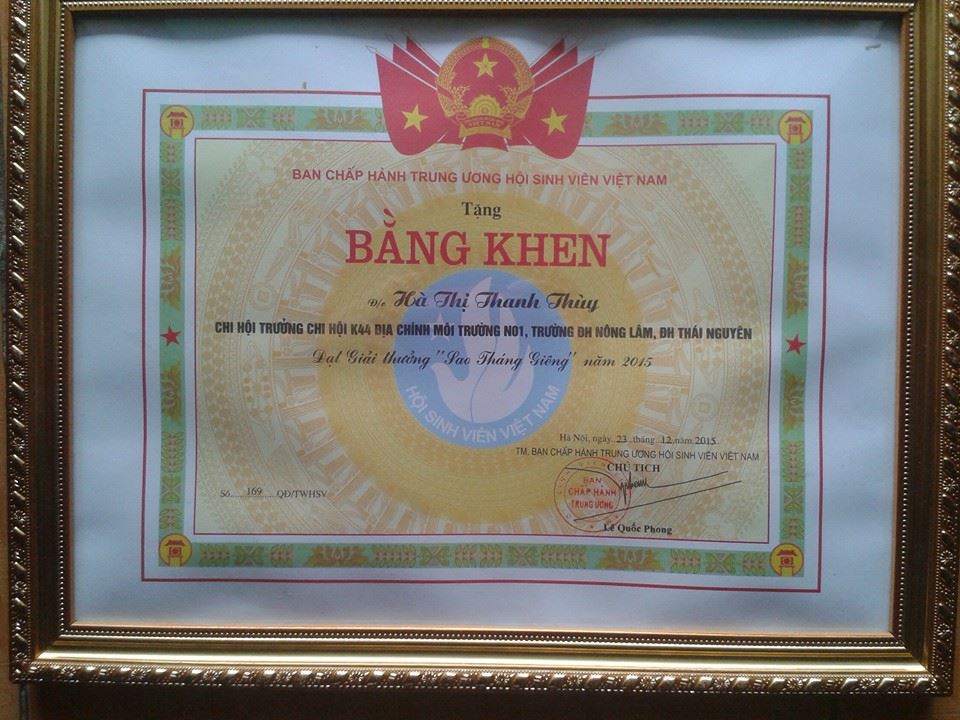 BAN CHẤP HÀNH TRUNG ƯƠNG HỘI SINH VIÊN VIỆT NAM
Tặng
BẰNG KHEN
Đ/c Hà Thị Thanh Thùy
CHI HỘI TRƯỞNG CHI HỘI K44 ĐỊA CHÍNH MÔI TRƯỜNG N01, TRƯỜNG ĐH NÔNG LÂM, ĐH THÁI NGUYÊN
Đạt Giải thưởng "Sao Tháng Giêng" năm 2015
HỘI SINH VIÊN VIỆT NAM
Hà Nội, ngày 23 tháng 12 năm 2015
TM. BAN CHẤP HÀNH TRUNG ƯƠNG HỘI SINH VIÊN VIỆT NAM
CHỦ TỊCH
BAN
CHẤP HÀNH
TRUNG ƯƠNG
Số 169 QĐ/TWHSV
Lê Quốc Phong